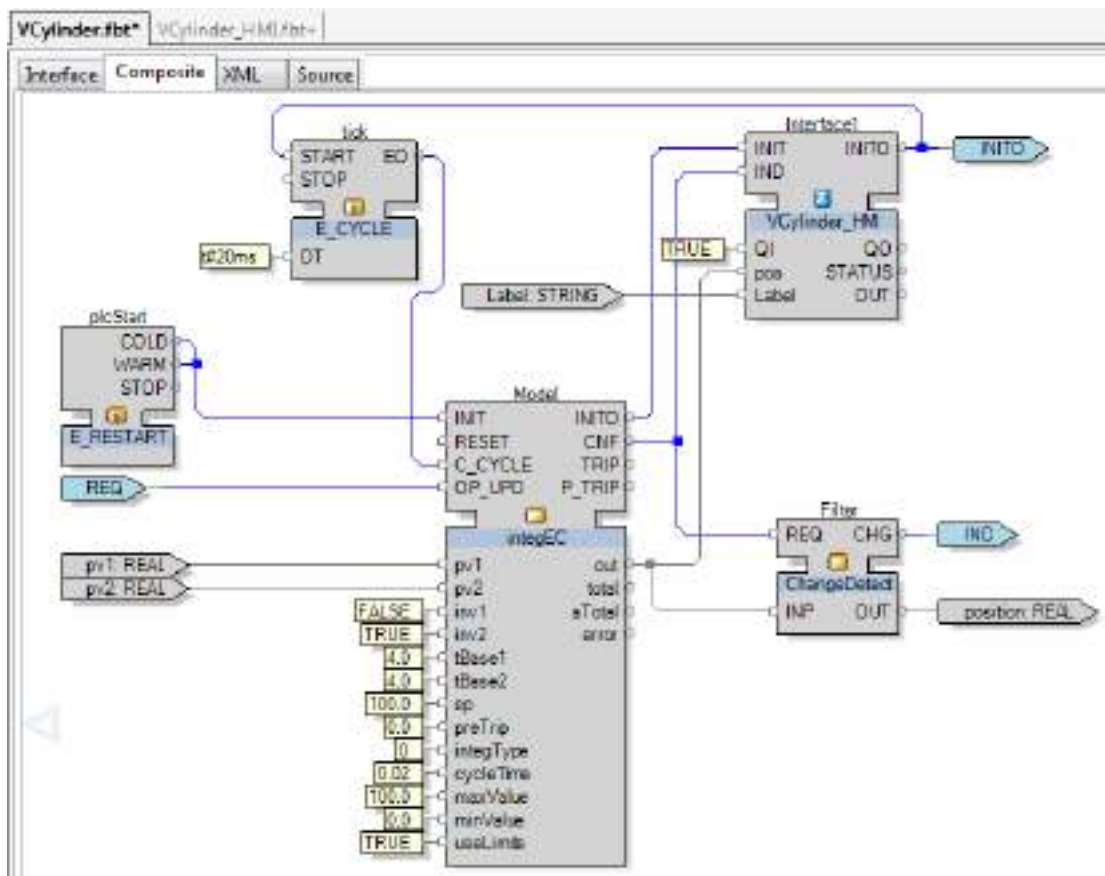 VCylinder.fbt* VCylinder_HMI.fbt+
Interface Composite XML Source
tick
START EO
STOP
E_CYCLE
t#20ms DT
Interface1
INIT INITO
IND
VCylinder_HMI
TRUE QI QO
pos STATUS
Label OUT
INITO
Label: STRING
plcStart
COLD
WARM
STOP
E_RESTART
REQ
pv1: REAL
pv2: REAL
Model
INIT INITO
RESET CNF
C_CYCLE TRIP
OP_UPD P_TRIP
integEC
pv1 out
pv2 total
FALSE inv1 aTotal
TRUE inv2 error
4.0 tBase1
4.0 tBase2
100.0 sp
0.0 preTrip
0 integType
0.02 cycleTime
100.0 maxValue
0.0 minValue
TRUE useLimits
Filter
REQ CHG
ChangeDetect
INP OUT
IND
position: REAL